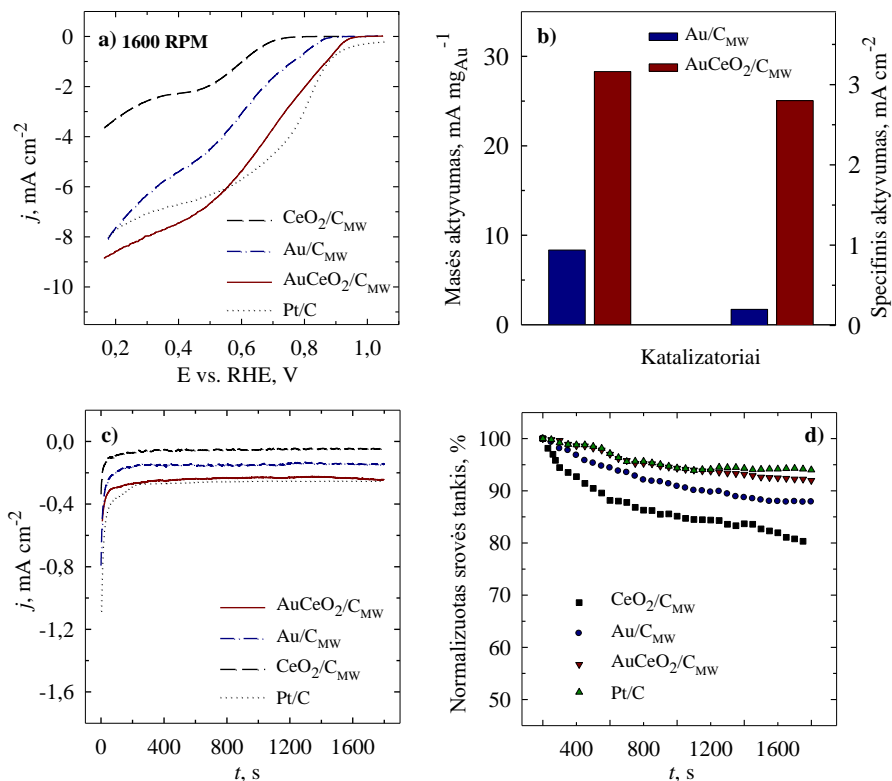 a) 1600 RPM
0
-2
-4
-6
-8
-10
j, mA cm-2
0,2 0,4 0,6 0,8 1,0
E vs. RHE, V
CeO2/CMW
Au/CMW
AuCeO2/CMW
Pt/C
b)
Au/CMW
AuCeO2/CMW
30
20
10
0
Masės aktyvumas, mA mgAu-1
3
2
1
0
Specifinis aktyvumas, mA cm-2
Katalizatoriai
c)
0,0
-0,4
-0,8
-1,2
-1,6
j, mA cm-2
0 400 800 1200 1600
t, s
AuCeO2/CMW
Au/CMW
CeO2/CMW
Pt/C
d)
100
90
80
70
60
50
Normalizuotas srovės tankis, %
400 800 1200 1600
t, s
CeO2/CMW
Au/CMW
AuCeO2/CMW
Pt/C